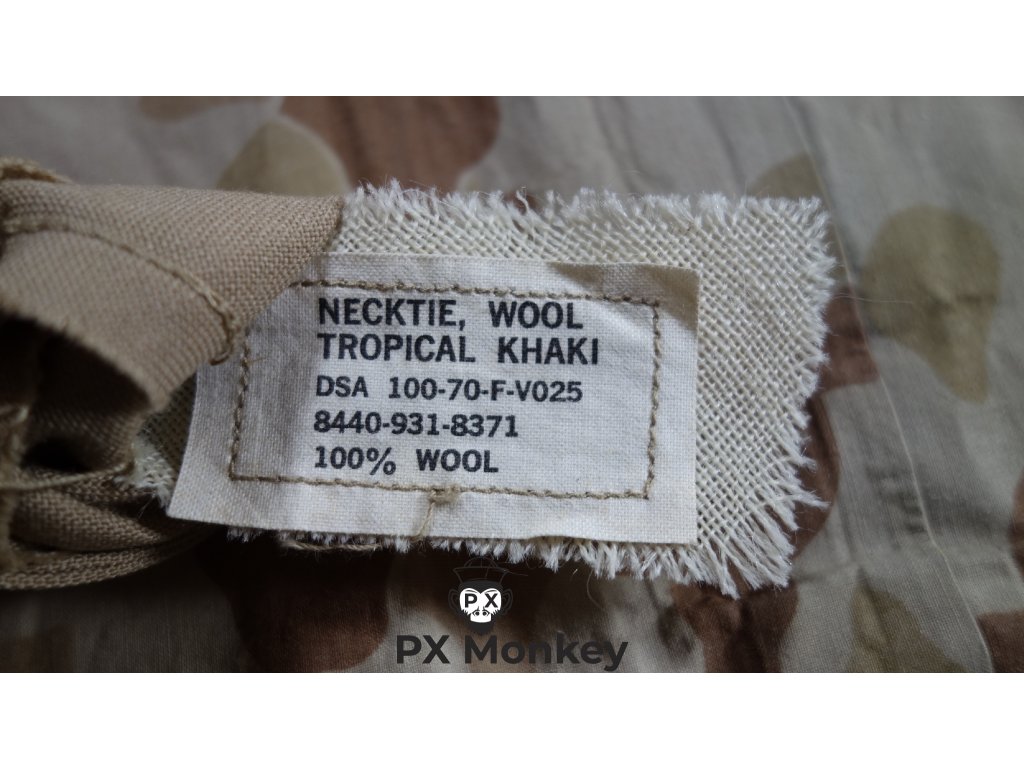 NECKTIE, WOOL
TROPICAL KHAKI
DSA 100-70-F-V025
8440-931-8371
100% WOOL
PX
PX Monkey